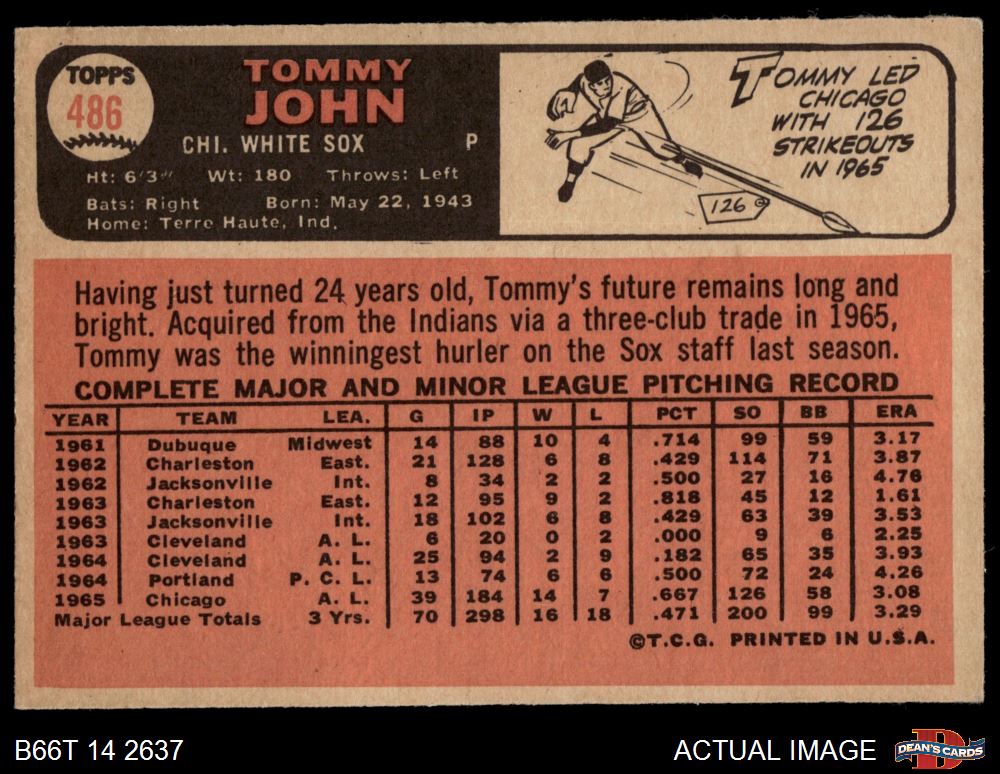 TOPPS
486
TOMMY
JOHN
CHI. WHITE SOX P
Ht: 6'3" Wt: 180 Throws: Left
Bats: Right Born: May 22, 1943
Home: Terre Haute, Ind.
TOMMY LED
CHICAGO
WITH 126
STRIKEOUTS
IN 1965
126
Having just turned 24 years old, Tommy's future remains long and
bright. Acquired from the Indians via a three-club trade in 1965,
Tommy was the winningest hurler on the Sox staff last season.
COMPLETE MAJOR AND MINOR LEAGUE PITCHING RECORD
YEAR TEAM LEA. G IP W L PCT SO BB ERA
1961 Dubuque Midwest 14 88 10 4 .714 99 59 3.17
1962 Charleston East. 21 128 6 8 .429 114 71 3.87
1962 Jacksonville Int. 8 34 2 2 .500 27 16 4.76
1963 Charleston East. 12 95 9 2 .818 45 12 1.61
1963 Jacksonville Int. 18 102 6 8 .429 63 39 3.53
1963 Cleveland A. L. 6 20 0 2 .000 9 6 2.25
1964 Cleveland A. L. 25 94 2 9 .182 65 35 3.93
1964 Portland P. C. L. 13 74 6 6 .500 72 24 4.26
1965 Chicago A. L. 39 184 14 7 .667 126 58 3.08
Major League Totals 3 Yrs. 70 298 16 18 .471 200 99 3.29
©T.C.G. PRINTED IN U.S.A.
B66T 14 2637
ACTUAL IMAGE
DEAN'S CARDS